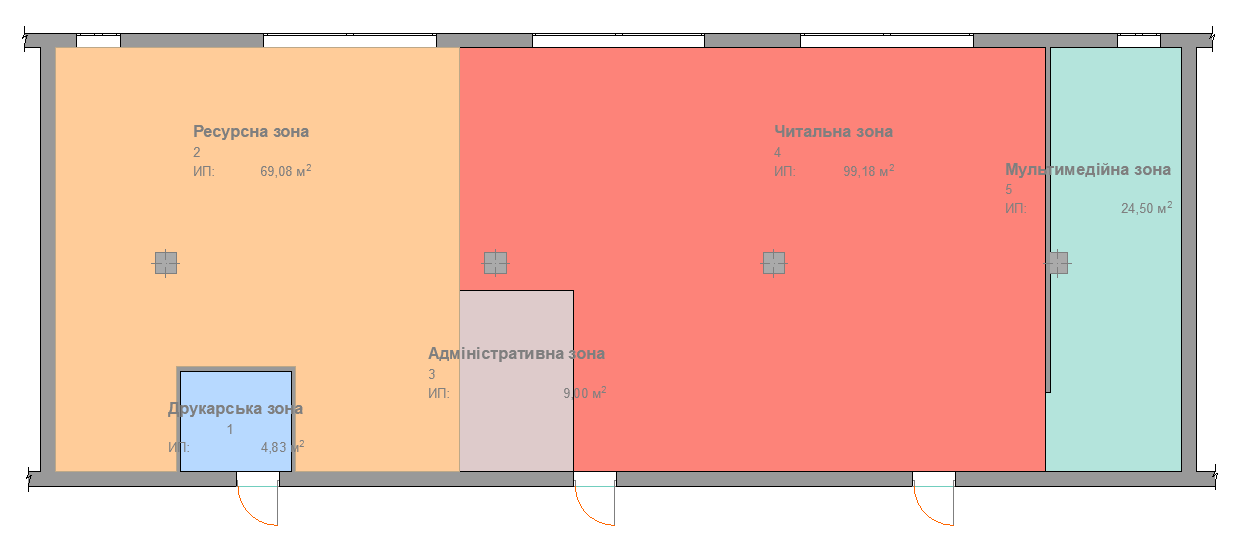 Ресурсна зона
2
ИП: 69,08 м²
Читальна зона
4
ИП: 99,18 м²
Мультимедійна зона
5
ИП: 24,50 м²
Адміністративна зона
3
ИП: 9,00 м²
Друкарська зона
1
ИП: 4,83 м²